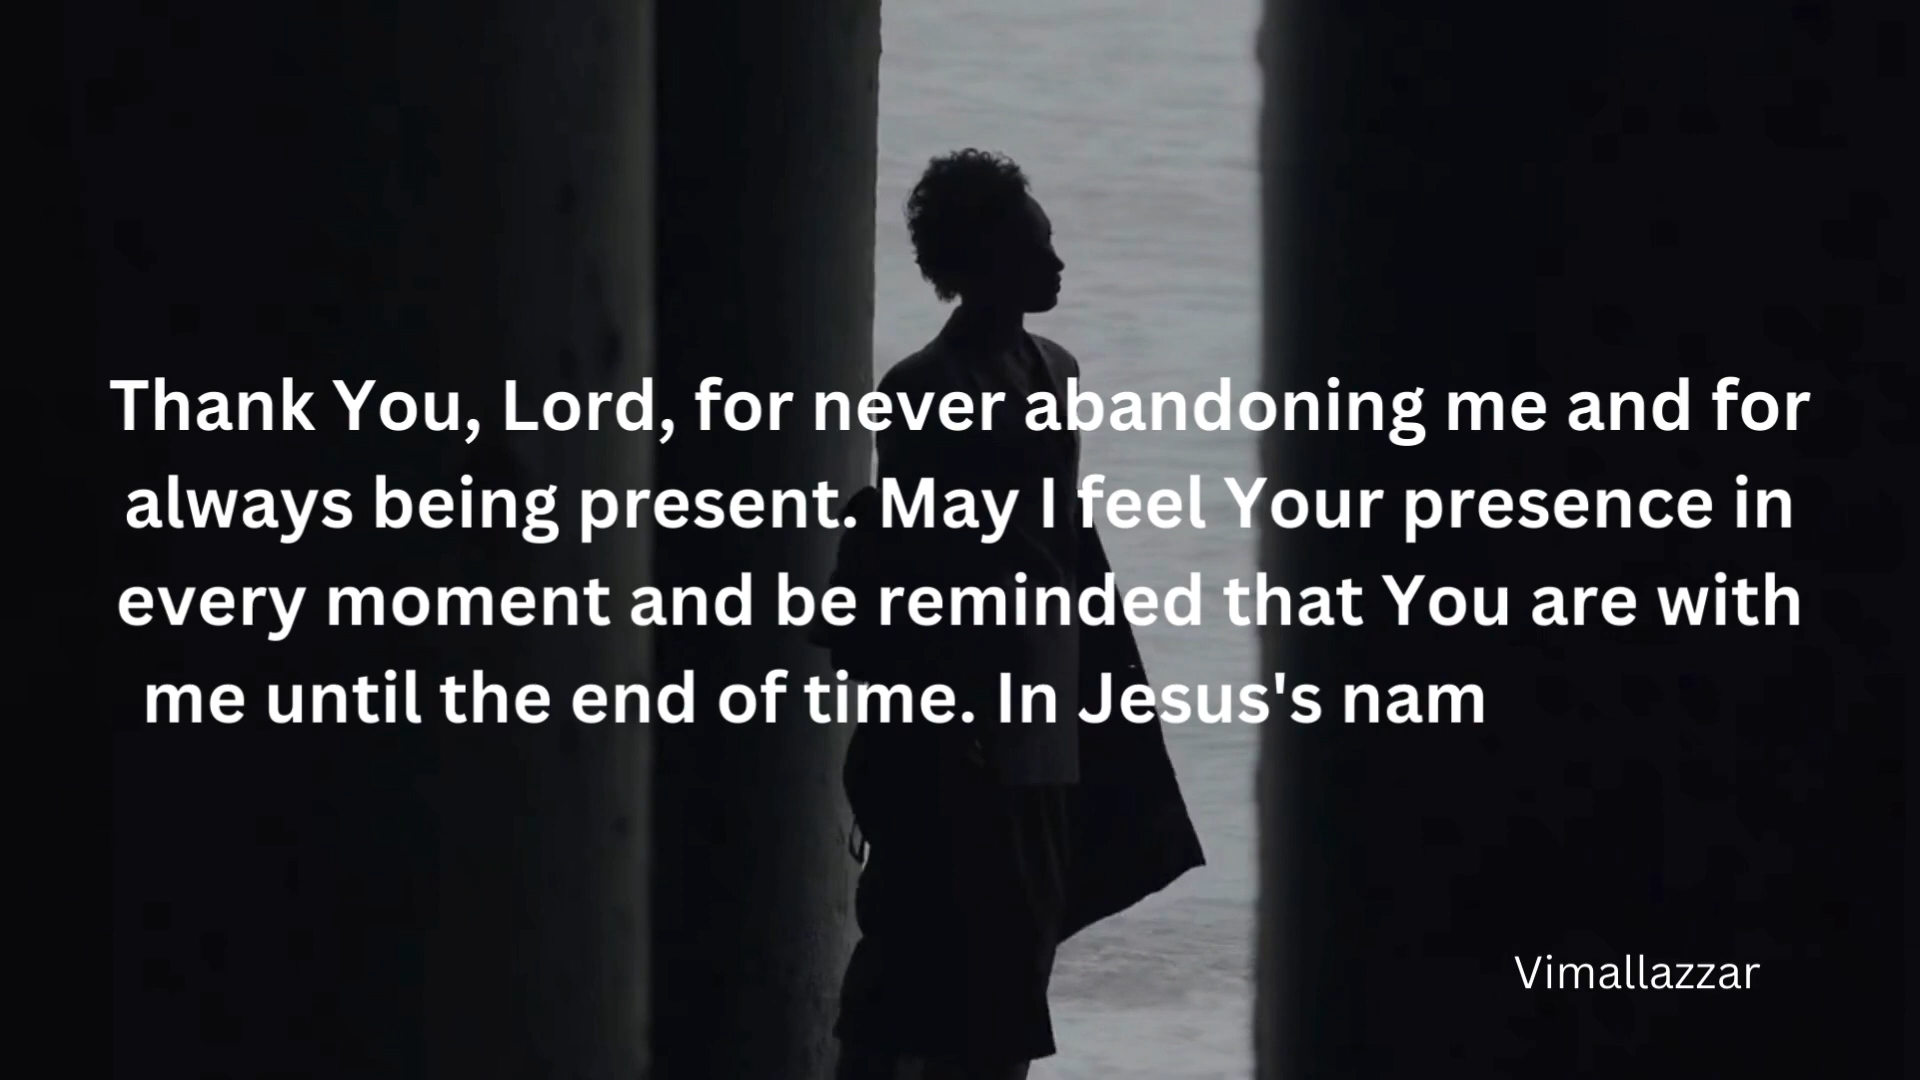 Thank You, Lord, for never abandoning me and for
always being present. May I feel Your presence in
every moment and be reminded that You are with
me until the end of time. In Jesus's nam
Vimallazzar